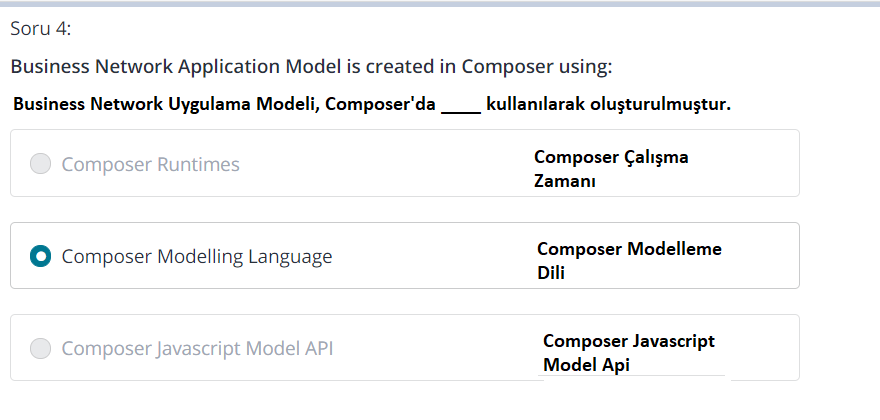 Soru 4:
Business Network Application Model is created in Composer using:
Business Network Uygulama Modeli, Composer'da ____ kullanılarak oluşturulmuştur.
Composer Runtimes
Composer Çalışma
Zamanı
Composer Modelling Language
Composer Modelleme
Dili
Composer Javascript Model API
Composer Javascript
Model Api